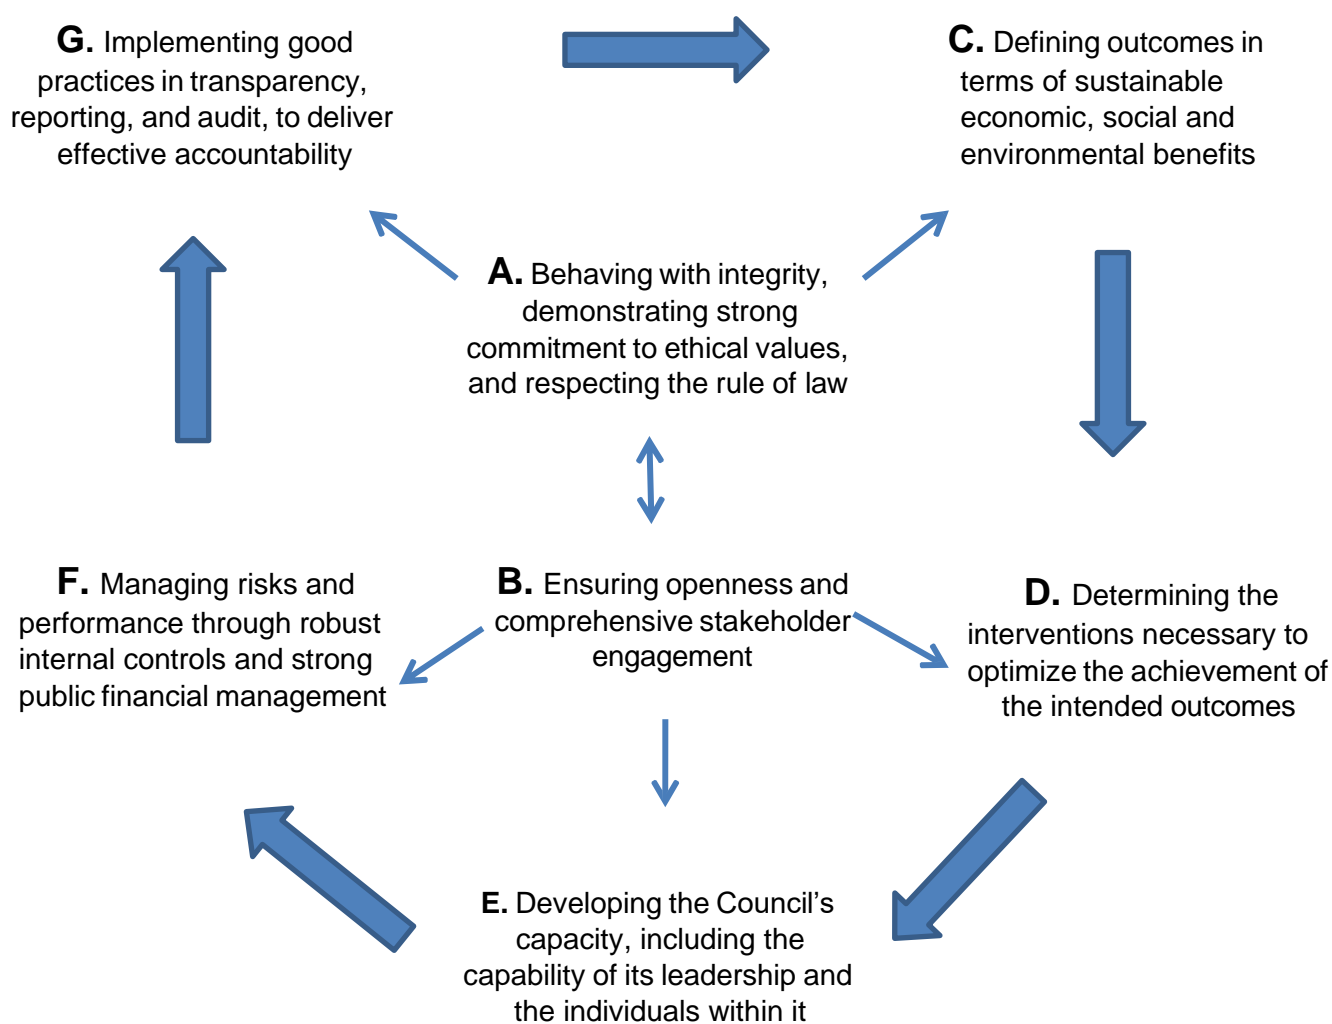 G. Implementing good
practices in transparency,
reporting, and audit, to deliver
effective accountability
C. Defining outcomes in
terms of sustainable
economic, social and
environmental benefits
A. Behaving with integrity,
demonstrating strong
commitment to ethical values,
and respecting the rule of law
F. Managing risks and
performance through robust
internal controls and strong
public financial management
B. Ensuring openness and
comprehensive stakeholder
engagement
D. Determining the
interventions necessary to
optimize the achievement of
the intended outcomes
E. Developing the Council’s
capacity, including the
capability of its leadership and
the individuals within it